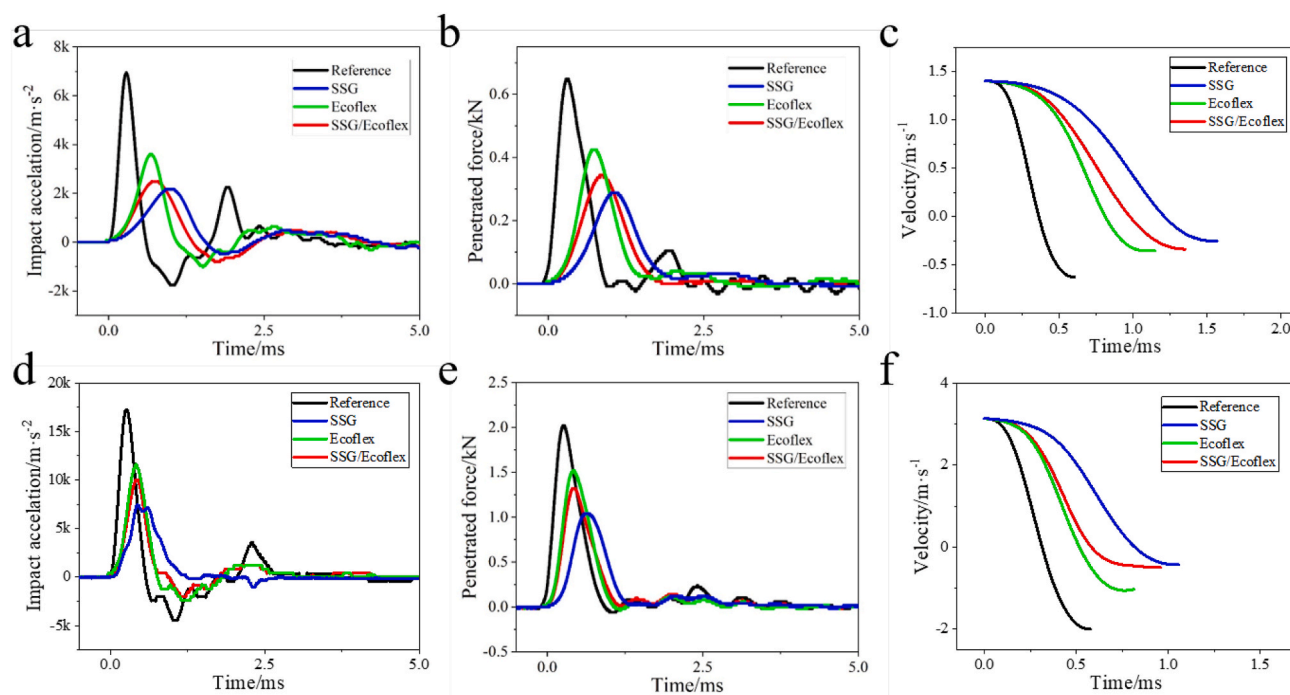 a
8k
6k
4k
2k
0
-2k
Impact accelation/m·s⁻²
Reference
SSG
Ecoflex
SSG/Ecoflex
0.0 2.5 5.0
Time/ms
b
0.6
0.4
0.2
0.0
Penetrated force/kN
Reference
SSG
Ecoflex
SSG/Ecoflex
0.0 2.5 5.0
Time/ms
c
1.5
1.0
0.5
0.0
-0.5
-1.0
Velocity/m·s⁻¹
Reference
SSG
Ecoflex
SSG/Ecoflex
0.0 0.5 1.0 1.5 2.0
Time/ms
d
20k
15k
10k
5k
0
-5k
Impact accelation/m·s⁻²
Reference
SSG
Ecoflex
SSG/Ecoflex
0.0 2.5 5.0
Time/ms
e
2.5
2.0
1.5
1.0
0.5
0.0
-0.5
Penetrated force/kN
Reference
SSG
Ecoflex
SSG/Ecoflex
0.0 2.5 5.0
Time/ms
f
4
2
0
-2
Velocity/m·s⁻¹
Reference
SSG
Ecoflex
SSG/Ecoflex
0.0 0.5 1.0 1.5
Time/ms